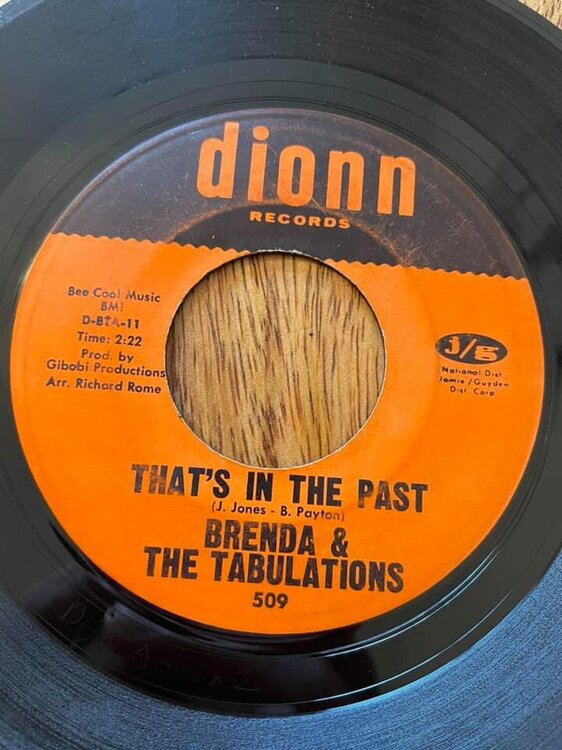 dionn
RECORDS
Bee Cool Music
BMI
D-BTA-11
Time: 2:22
Prod. by
Gibobi Productions
Arr. Richard Rome
j/g
National Dist.
Jamie/Guyden
Dist. Corp.
THAT'S IN THE PAST
(J. Jones - B. Payton)
BRENDA &
THE TABULATIONS
509